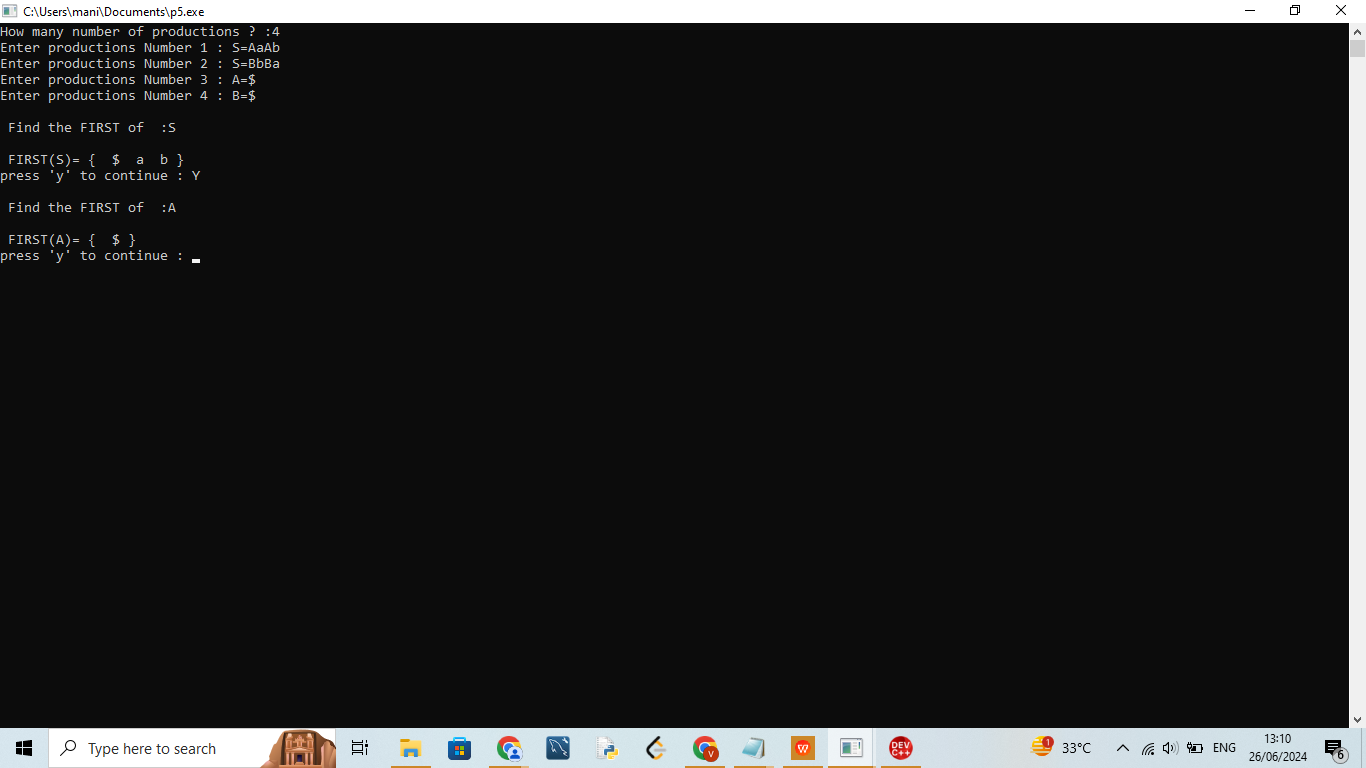 C:\Users\mani\Documents\p5.exe
How many number of productions ? :4
Enter productions Number 1 : S=AaAb
Enter productions Number 2 : S=BbBa
Enter productions Number 3 : A=$
Enter productions Number 4 : B=$
Find the FIRST of  :S
FIRST(S)= {  $  a  b }
press 'y' to continue : Y
Find the FIRST of  :A
FIRST(A)= {  $ }
press 'y' to continue :
Type here to search
V
W
DEV
C++
1
33°C
ENG
13:10
26/06/2024
6